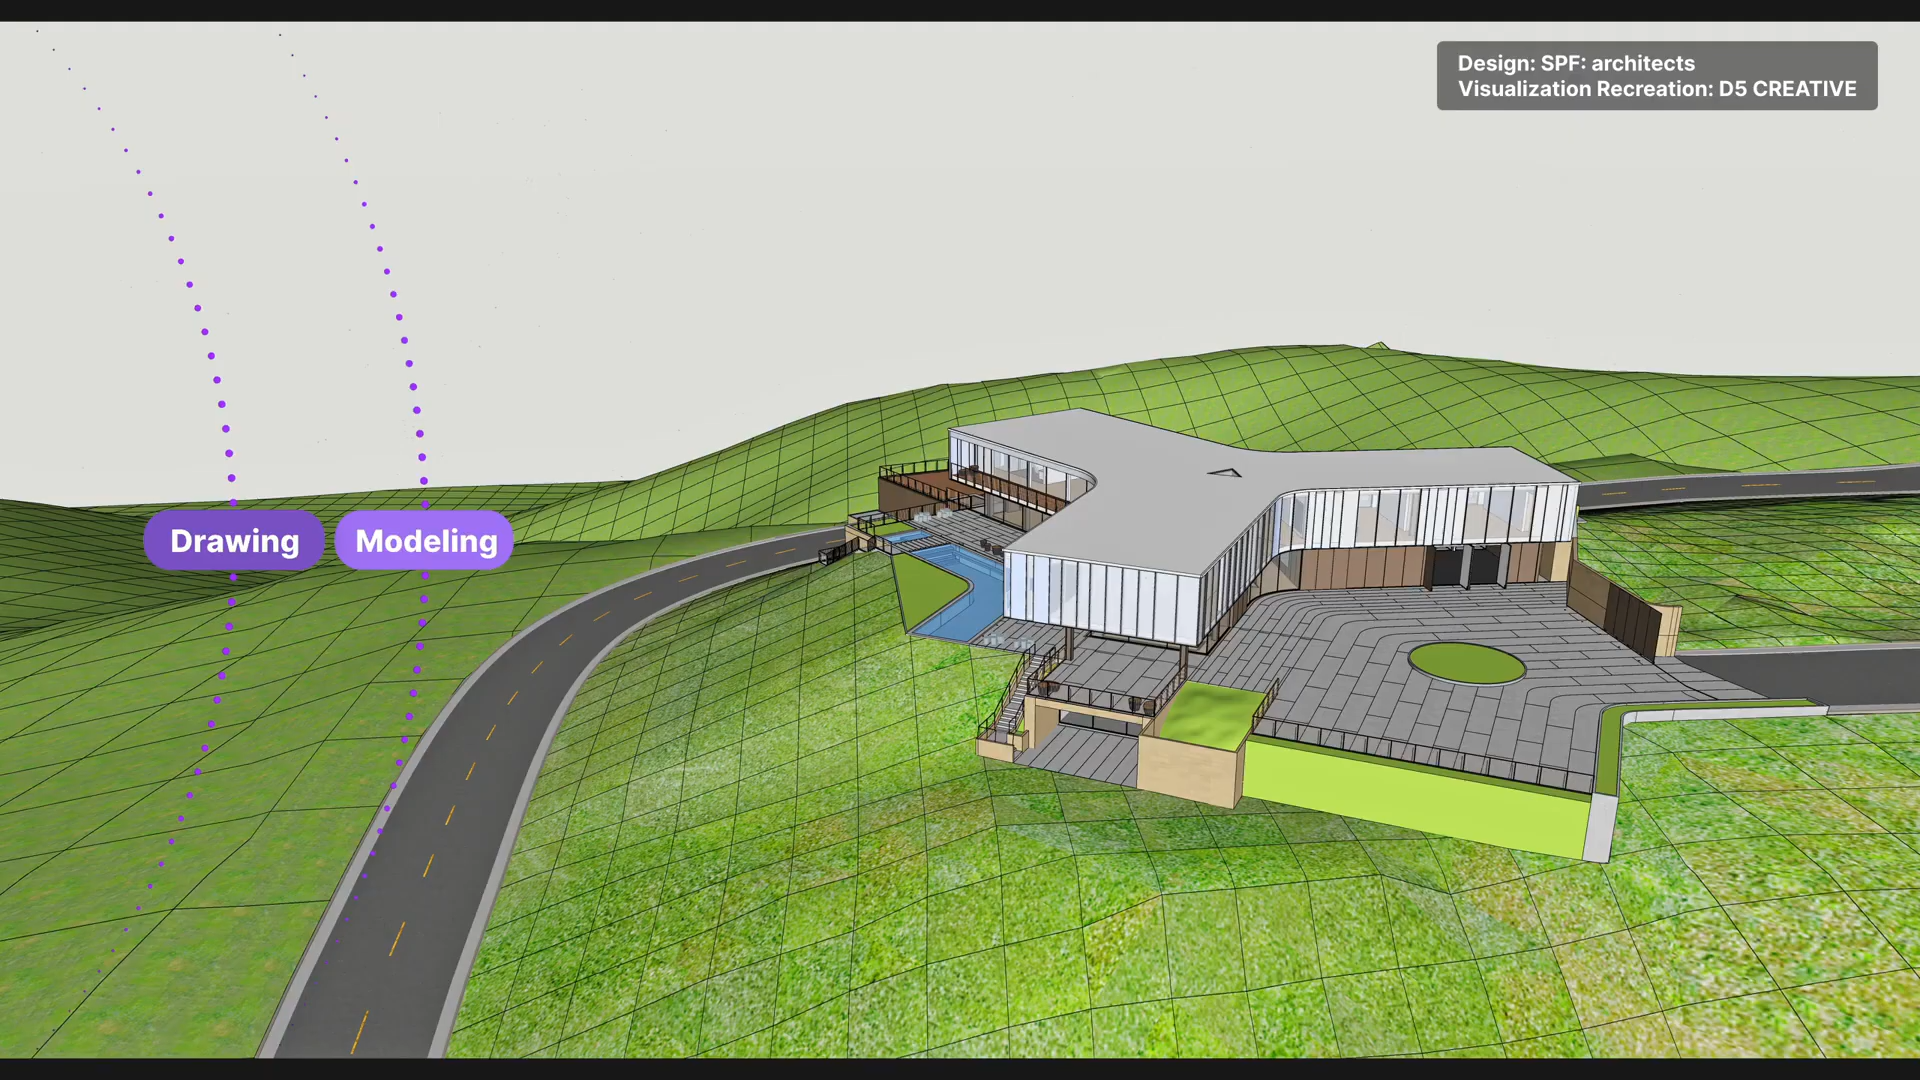 Design: SPF: architects
Visualization Recreation: D5 CREATIVE
Drawing
Modeling